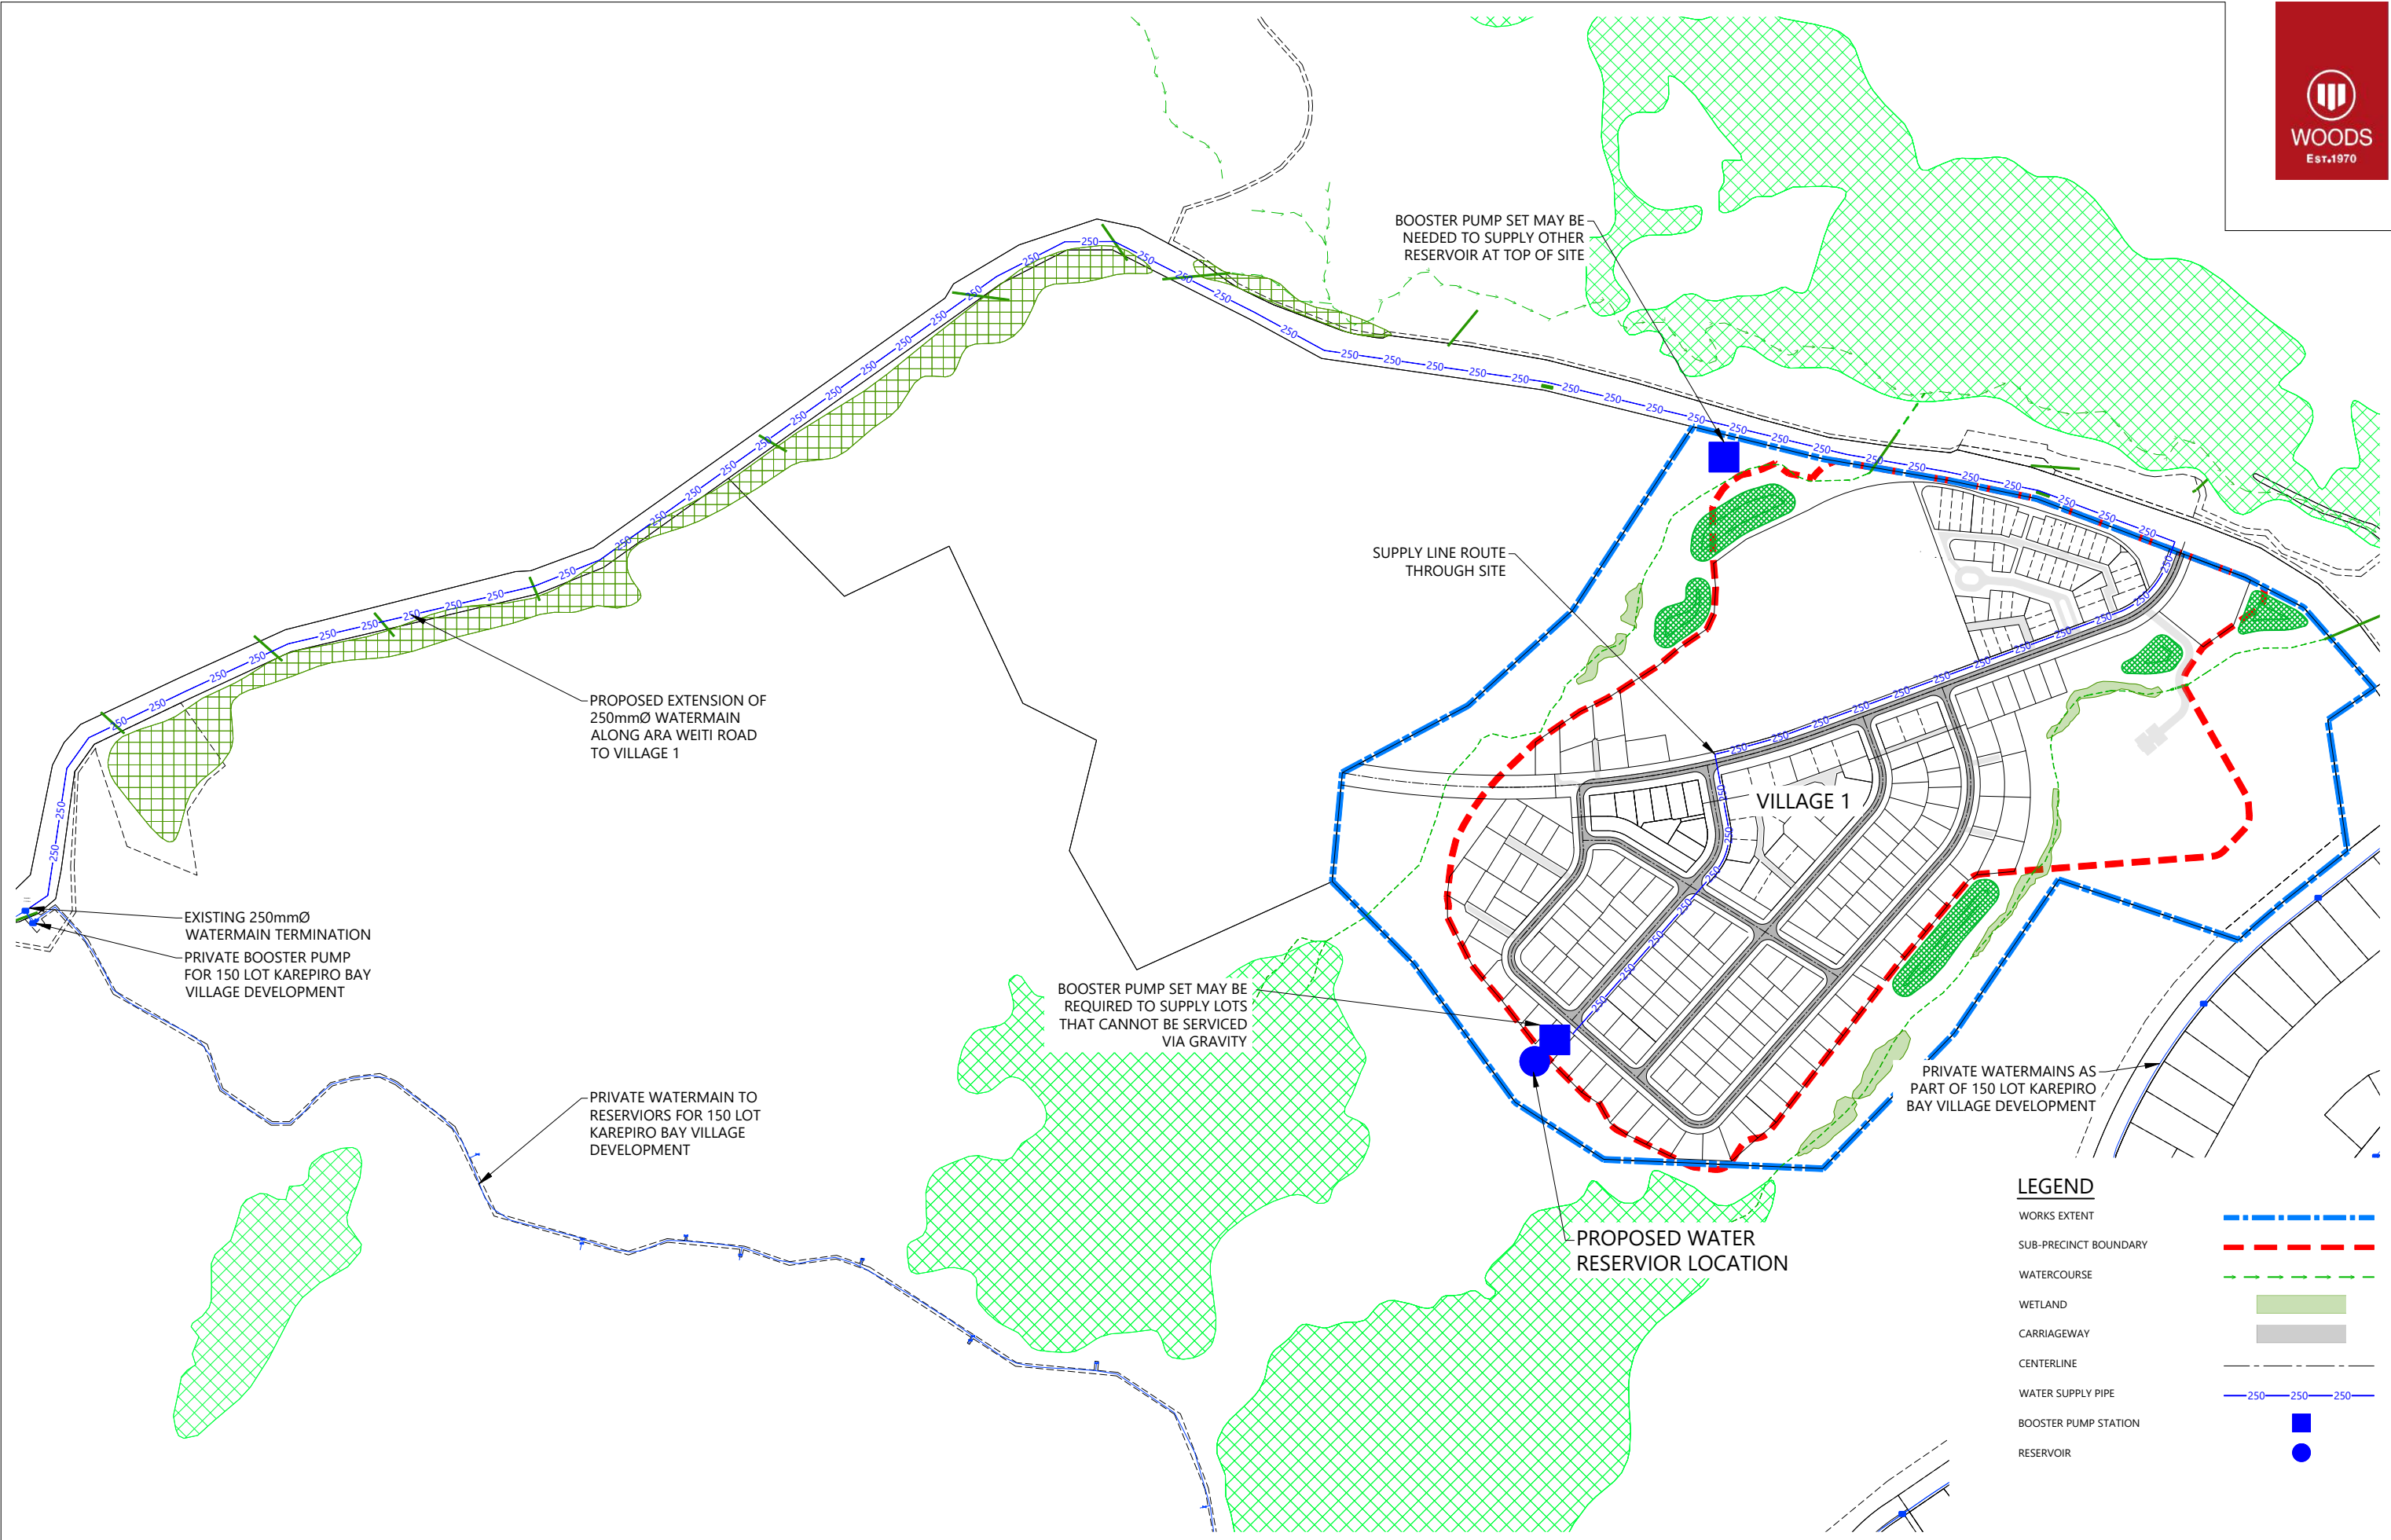 WOODS
EST.1970
BOOSTER PUMP SET MAY BE
NEEDED TO SUPPLY OTHER
RESERVOIR AT TOP OF SITE
SUPPLY LINE ROUTE
THROUGH SITE
PROPOSED EXTENSION OF
250mmØ WATERMAIN
ALONG ARA WEITI ROAD
TO VILLAGE 1
VILLAGE 1
EXISTING 250mmØ
WATERMAIN TERMINATION
PRIVATE BOOSTER PUMP
FOR 150 LOT KAREPIRO BAY
VILLAGE DEVELOPMENT
BOOSTER PUMP SET MAY BE
REQUIRED TO SUPPLY LOTS
THAT CANNOT BE SERVICED
VIA GRAVITY
PRIVATE WATERMAIN TO
RESERVIORS FOR 150 LOT
KAREPIRO BAY VILLAGE
DEVELOPMENT
PRIVATE WATERMAINS AS
PART OF 150 LOT KAREPIRO
BAY VILLAGE DEVELOPMENT
PROPOSED WATER
RESERVIOR LOCATION
LEGEND
WORKS EXTENT
SUB-PRECINCT BOUNDARY
WATERCOURSE
WETLAND
CARRIAGEWAY
CENTERLINE
WATER SUPPLY PIPE
250 250 250
BOOSTER PUMP STATION
RESERVOIR